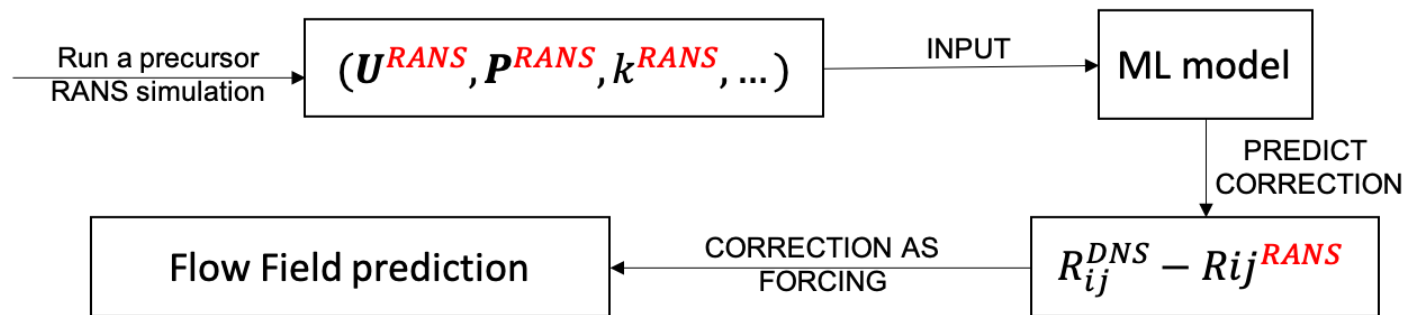 Run a precursor
RANS simulation
(U^RANS, P^RANS, k^RANS, …)
INPUT
ML model
PREDICT
CORRECTION
R_ij^DNS − Rij^RANS
CORRECTION AS
FORCING
Flow Field prediction